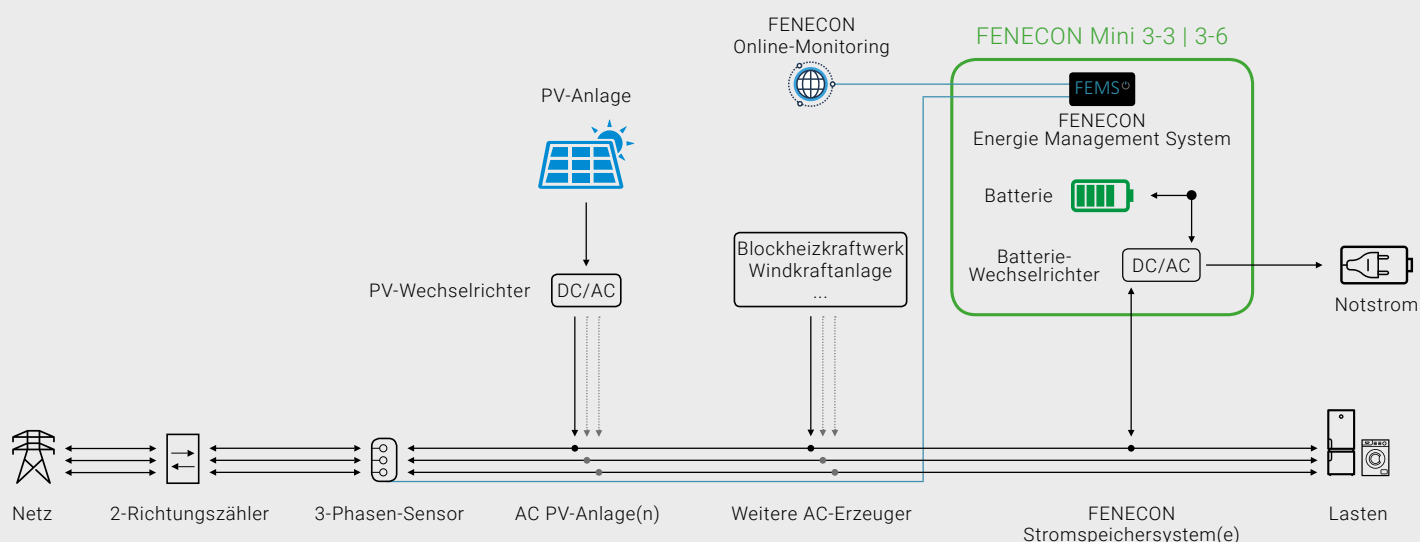 FENECON
Online-Monitoring
FENECON Mini 3-3 | 3-6
FEMS
FENECON
Energie Management System
PV-Anlage
Batterie
Blockheizkraftwerk
Windkraftanlage
...
Batterie-
Wechselrichter
DC/AC
PV-Wechselrichter
DC/AC
Notstrom
Netz
2-Richtungszähler
3-Phasen-Sensor
AC PV-Anlage(n)
Weitere AC-Erzeuger
FENECON
Stromspeichersystem(e)
Lasten